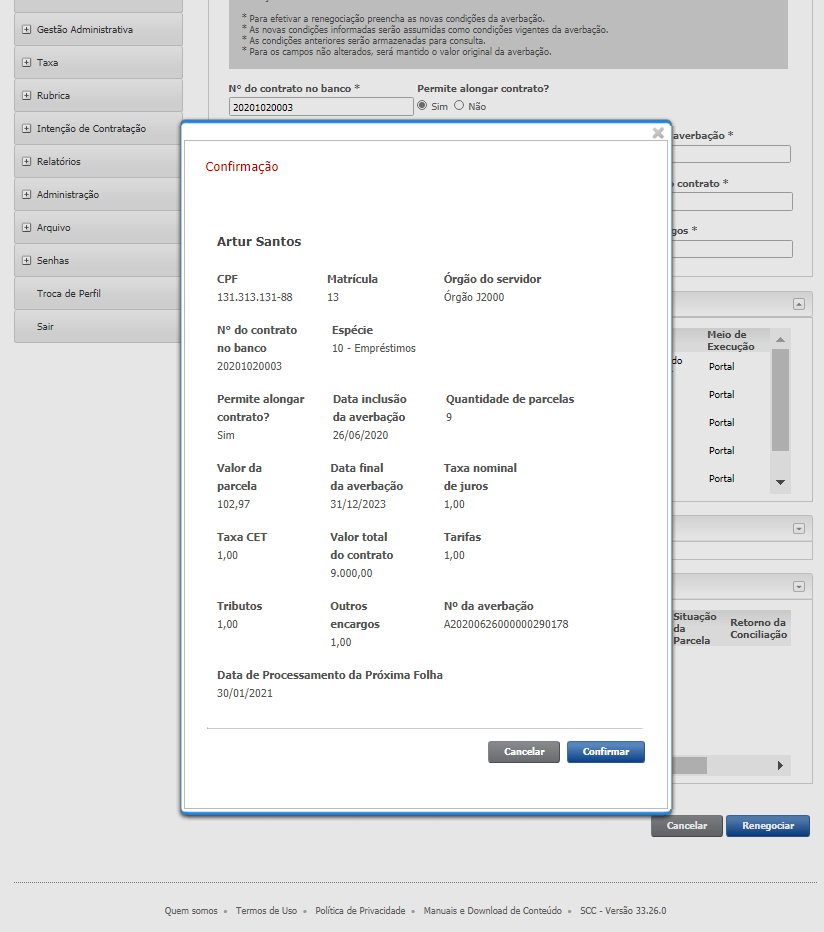 Gestão Administrativa
Taxa
Rubrica
Intenção de Contratação
Relatórios
Administração
Arquivo
Senhas
Troca de Perfil
Sair
* Para efetivar a renegociação preencha as novas condições da averbação.
* As novas condições informadas serão assumidas como condições vigentes da averbação.
* As condições anteriores serão armazenadas para consulta.
* Para os campos não alterados, será mantido o valor original da averbação.
N° do contrato no banco * Permite alongar contrato?
20201020003 Sim Não
averbação *
contrato *
gos *
Confirmação
Artur Santos
CPF Matrícula Órgão do servidor
131.313.131-88 13 Órgão J2000
N° do contrato Espécie
no banco 10 - Empréstimos
20201020003
Permite alongar Data inclusão Quantidade de parcelas
contrato? da averbação 9
Sim 26/06/2020
Valor da Data final Taxa nominal
parcela da averbação de juros
102,97 31/12/2023 1,00
Taxa CET Valor total Tarifas
1,00 do contrato 1,00
9.000,00
Tributos Outros Nº da averbação
1,00 encargos A20200626000000290178
1,00
Data de Processamento da Próxima Folha
30/01/2021
Cancelar Confirmar
Meio de
Execução
do
Portal
Portal
Portal
Portal
Portal
Situação
da
Parcela
Retorno da
Conciliação
Cancelar Renegociar
Quem somos • Termos de Uso • Política de Privacidade • Manuais e Download de Conteúdo • SCC - Versão 33.26.0